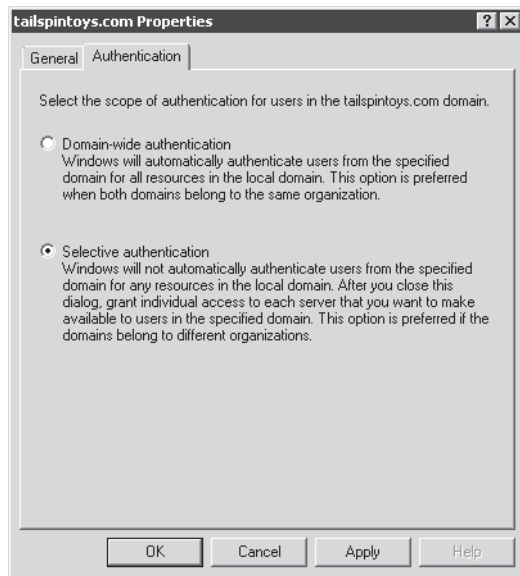 tailspintoys.com Properties
General
Authentication
Select the scope of authentication for users in the tailspintoys.com domain.
Domain-wide authentication
Windows will automatically authenticate users from the specified
domain for all resources in the local domain. This option is preferred
when both domains belong to the same organization.
Selective authentication
Windows will not automatically authenticate users from the specified
domain for any resources in the local domain. After you close this
dialog, grant individual access to each server that you want to make
available to users in the specified domain. This option is preferred if the
domains belong to different organizations.
OK
Cancel
Apply
Help